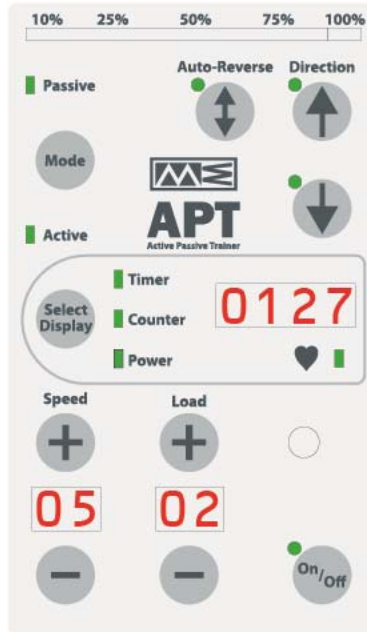 10% 25% 50% 75% 100%
Auto-Reverse Direction
Passive
Mode
APT
Active Passive Trainer
Active
Timer
Select
Display
Counter
0127
Power
Speed Load
05 02
On/Off